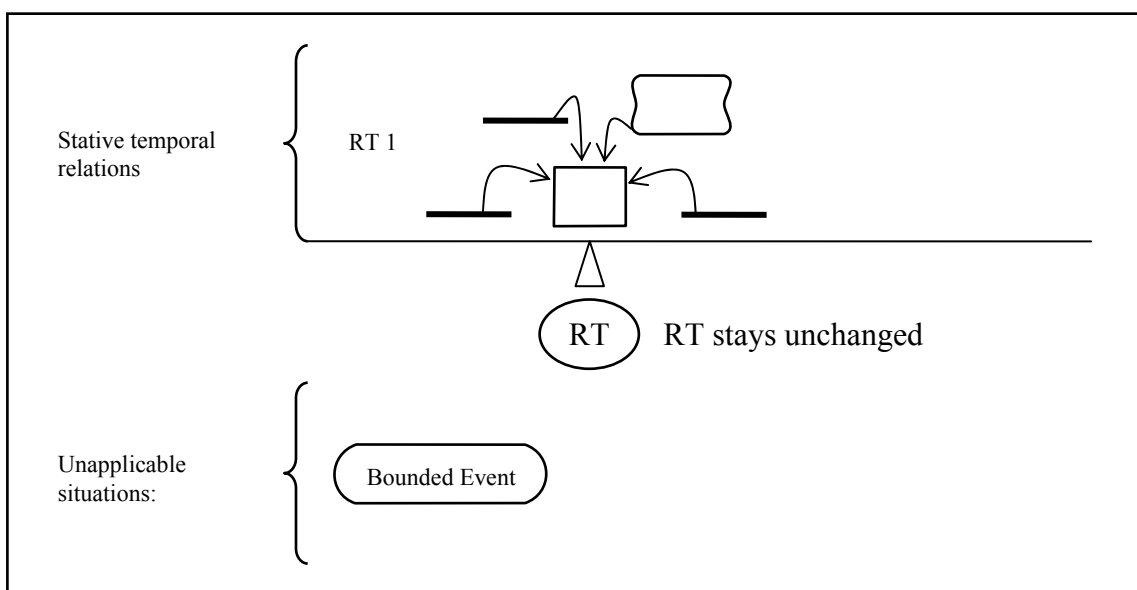 Stative temporal
relations
RT 1
RT
RT stays unchanged
Unapplicable
situations:
Bounded Event